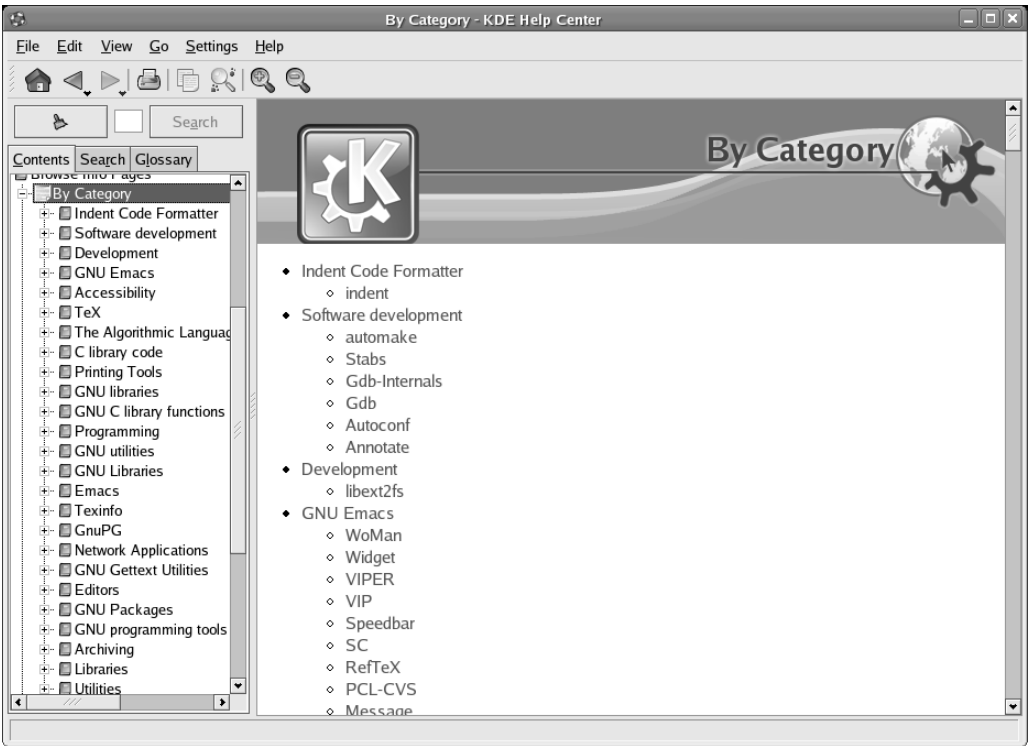 By Category - KDE Help Center
File Edit View Go Settings Help
Search
Contents Search Glossary
Browse Info Pages
By Category
Indent Code Formatter
Software development
Development
GNU Emacs
Accessibility
TeX
The Algorithmic Languag
C library code
Printing Tools
GNU libraries
GNU C library functions
Programming
GNU utilities
GNU Libraries
Emacs
Texinfo
GnuPG
Network Applications
GNU Gettext Utilities
Editors
GNU Packages
GNU programming tools
Archiving
Libraries
Utilities
K
By Category
Indent Code Formatter
indent
Software development
automake
Stabs
Gdb-Internals
Gdb
Autoconf
Annotate
Development
libext2fs
GNU Emacs
WoMan
Widget
VIPER
VIP
Speedbar
SC
RefTeX
PCL-CVS
Message